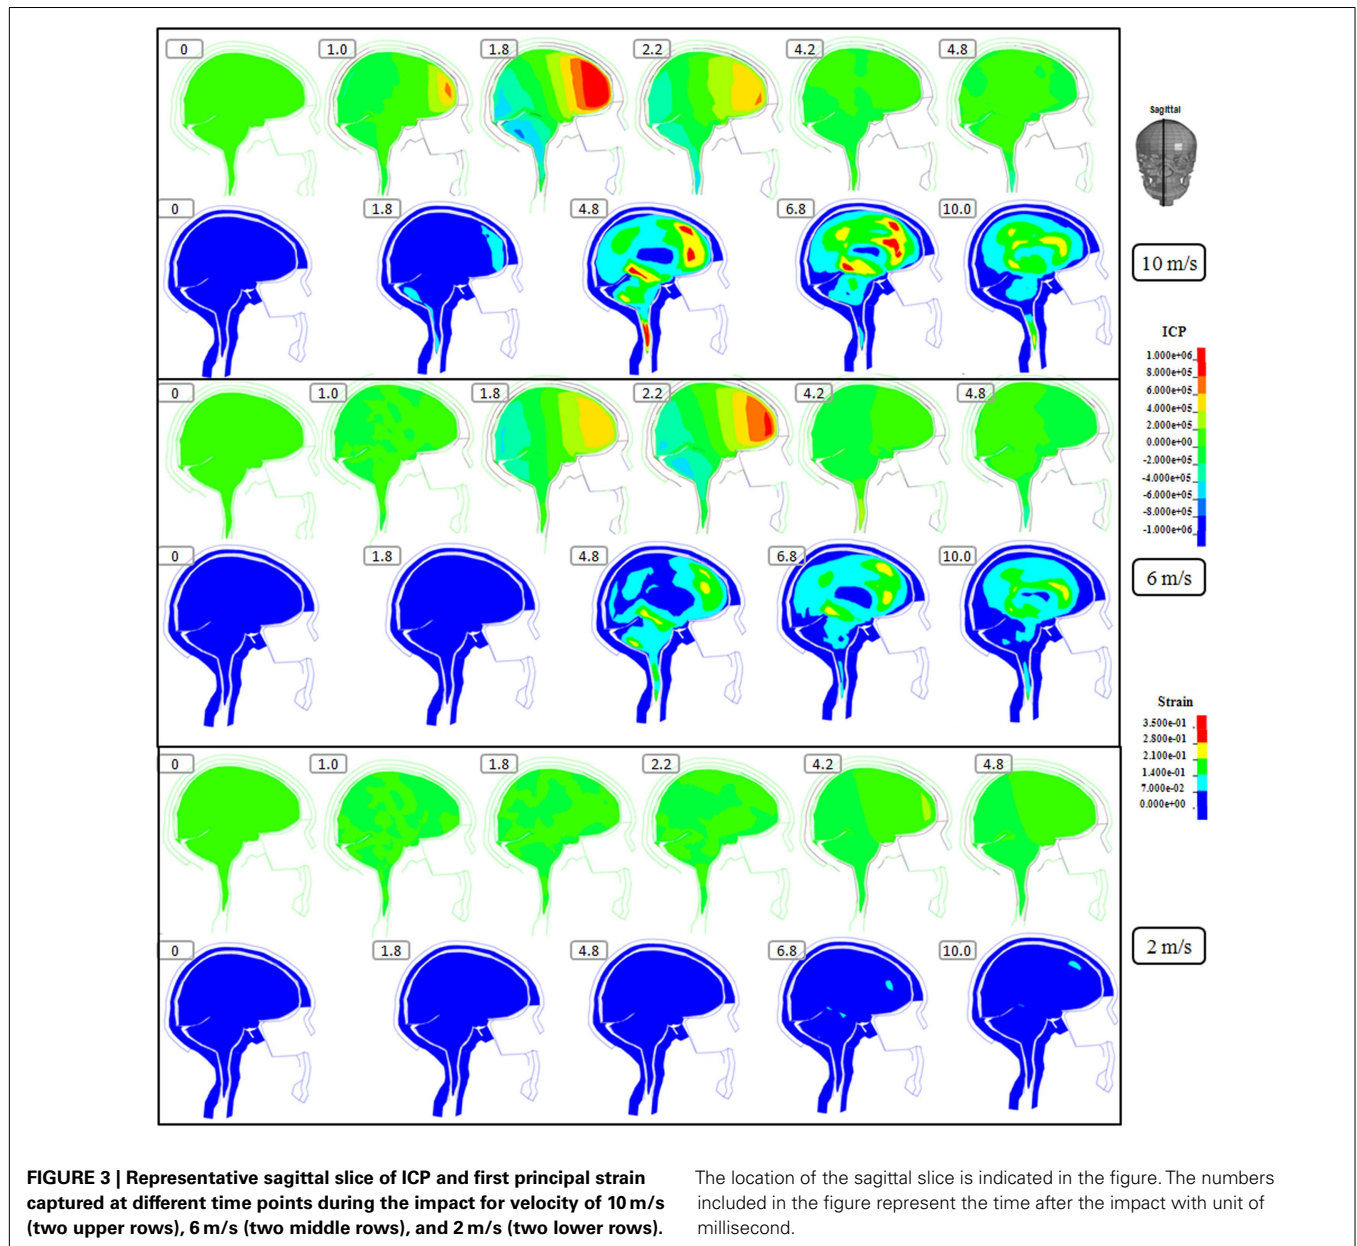 0
1.0
1.8
2.2
4.2
4.8
Sagittal
0
1.8
4.8
6.8
10.0
10 m/s
ICP
1.000e+06
8.000e+05
6.000e+05
4.000e+05
2.000e+05
0.000e+00
-2.000e+05
-4.000e+05
-6.000e+05
-8.000e+05
-1.000e+06
0
1.0
1.8
2.2
4.2
4.8
0
1.8
4.8
6.8
10.0
6 m/s
Strain
3.500e-01
2.800e-01
2.100e-01
1.400e-01
7.000e-02
0.000e+00
0
1.0
1.8
2.2
4.2
4.8
0
1.8
4.8
6.8
10.0
2 m/s
FIGURE 3 | Representative sagittal slice of ICP and first principal strain
captured at different time points during the impact for velocity of 10 m/s
(two upper rows), 6 m/s (two middle rows), and 2 m/s (two lower rows).
The location of the sagittal slice is indicated in the figure. The numbers
included in the figure represent the time after the impact with unit of
millisecond.